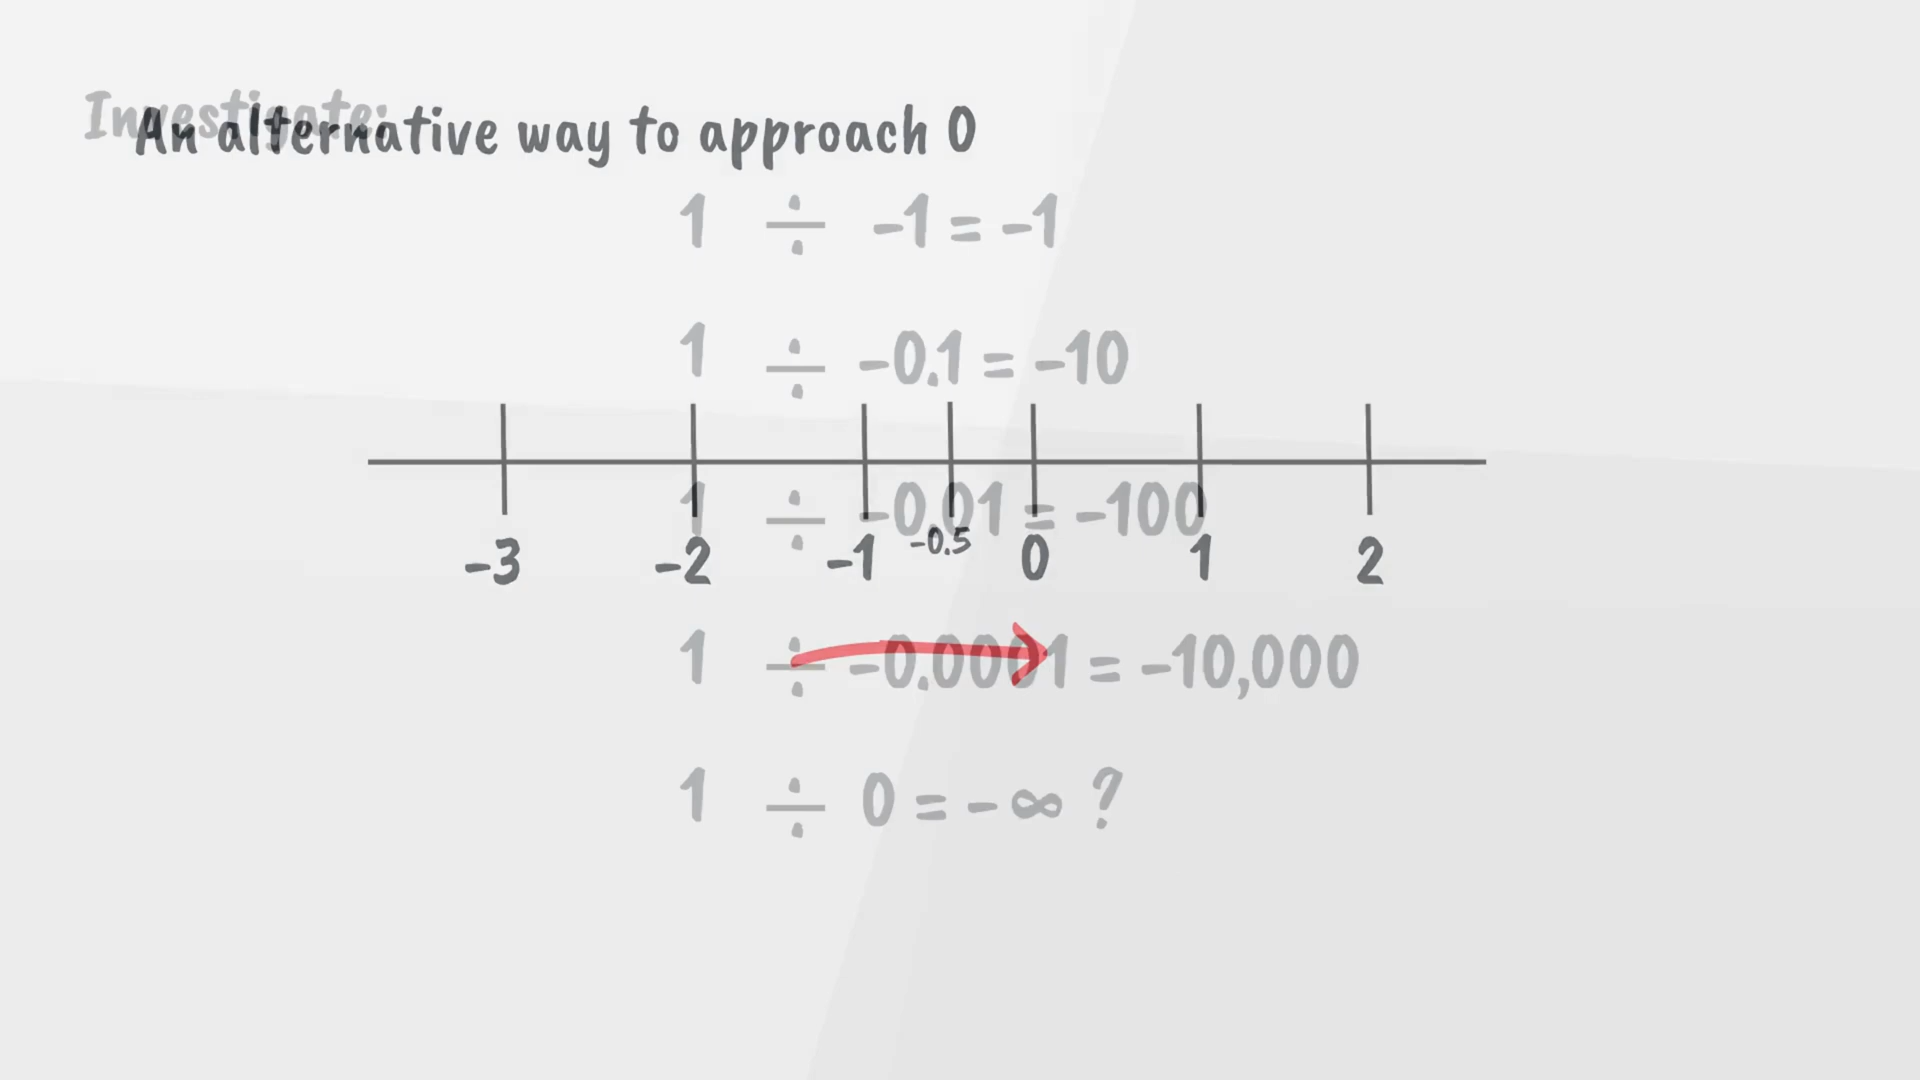 Investigate:
An alternative way to approach 0
1 ÷ -1 = -1
1 ÷ -0.1 = -10
1 ÷ -0.01 = -100
-3 -2 -1 -0.5 0 1 2
1 ÷ -0.0001 = -10,000
1 ÷ 0 = - ∞ ?